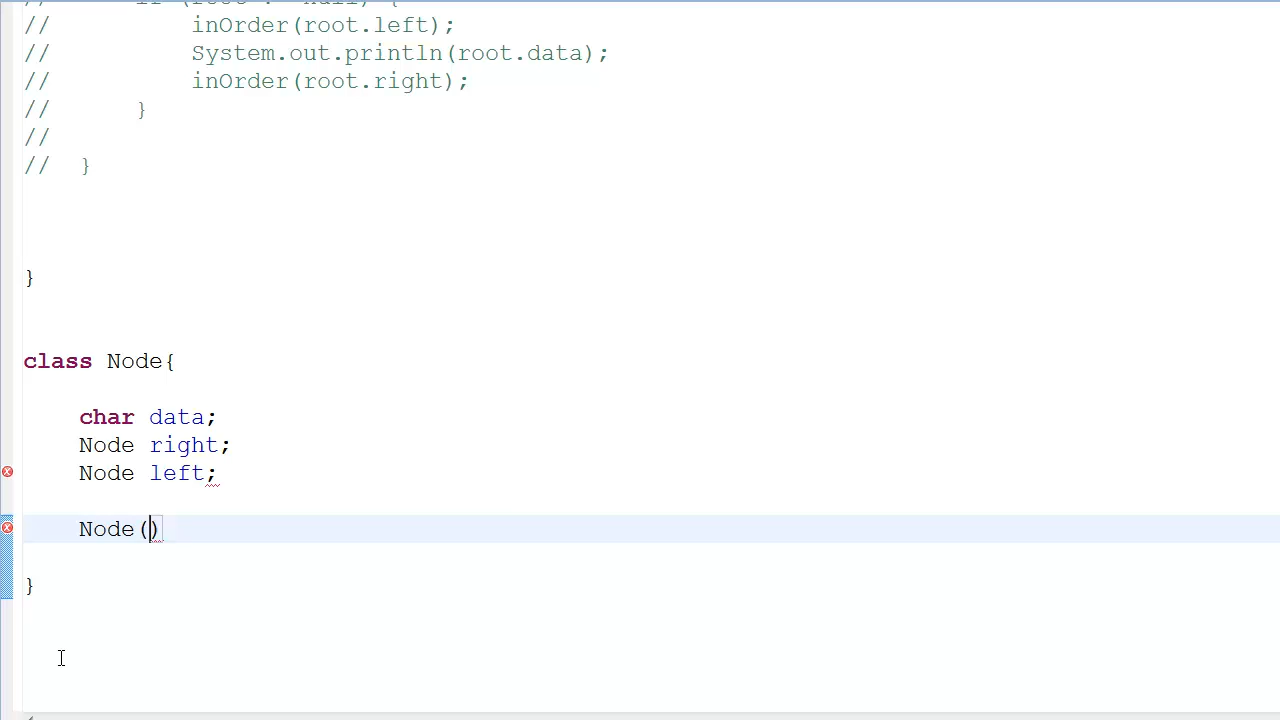 //          inOrder(root.left);
//          System.out.println(root.data);
//          inOrder(root.right);
//      }
//
//  }
}
class Node{
    char data;
    Node right;
    Node left;
    Node()
}